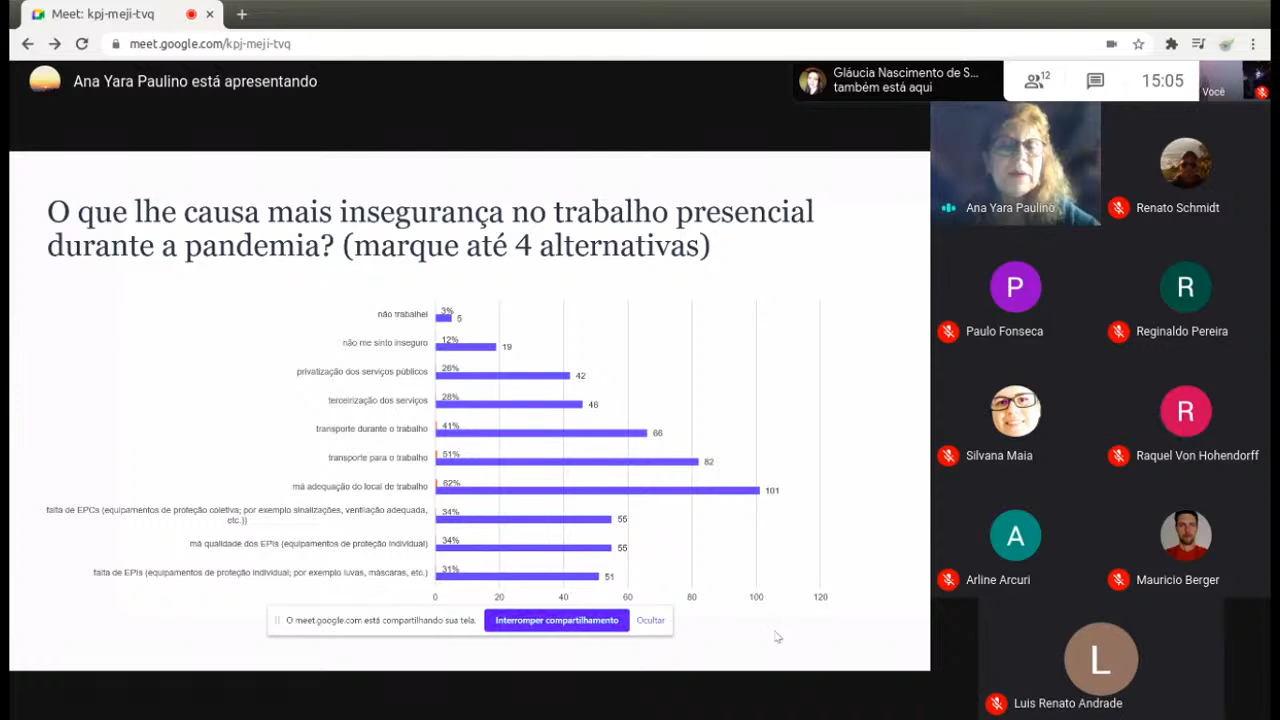 Meet: kpj-meji-tvq
meet.google.com/kpj-meji-tvq
Ana Yara Paulino está apresentando
Gláucia Nascimento de S...
também está aqui
12
15:05
Você
O que lhe causa mais insegurança no trabalho presencial
durante a pandemia? (marque até 4 alternativas)
não trabalhei
3%
5
não me sinto inseguro
12%
19
privatização dos serviços públicos
26%
42
terceirização dos serviços
28%
46
transporte durante o trabalho
41%
66
transporte para o trabalho
51%
82
má adequação do local de trabalho
62%
101
falta de EPCs (equipamentos de proteção coletiva; por exemplo sinalizações, ventilação adequada,
etc.))
34%
55
má qualidade dos EPIs (equipamentos de proteção individual)
34%
55
falta de EPIs (equipamentos de proteção individual; por exemplo luvas, máscaras, etc.)
31%
51
0 20 40 60 80 100 120
O meet.google.com está compartilhando sua tela.
Interromper compartilhamento
Ocultar
Ana Yara Paulino
Renato Schmidt
P
Paulo Fonseca
R
Reginaldo Pereira
Silvana Maia
R
Raquel Von Hohendorff
A
Arline Arcuri
Mauricio Berger
L
Luis Renato Andrade